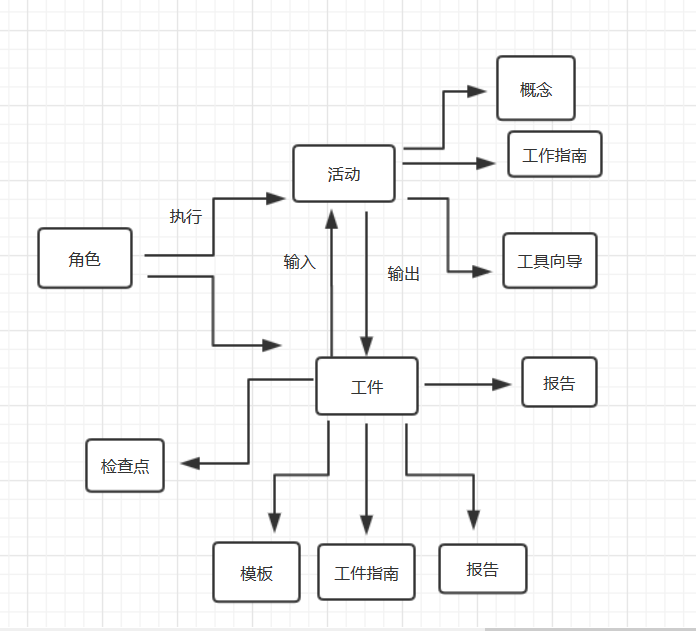 概念
工作指南
活动
执行
角色
输入
工具向导
输出
工件
报告
检查点
模板
工件指南
报告